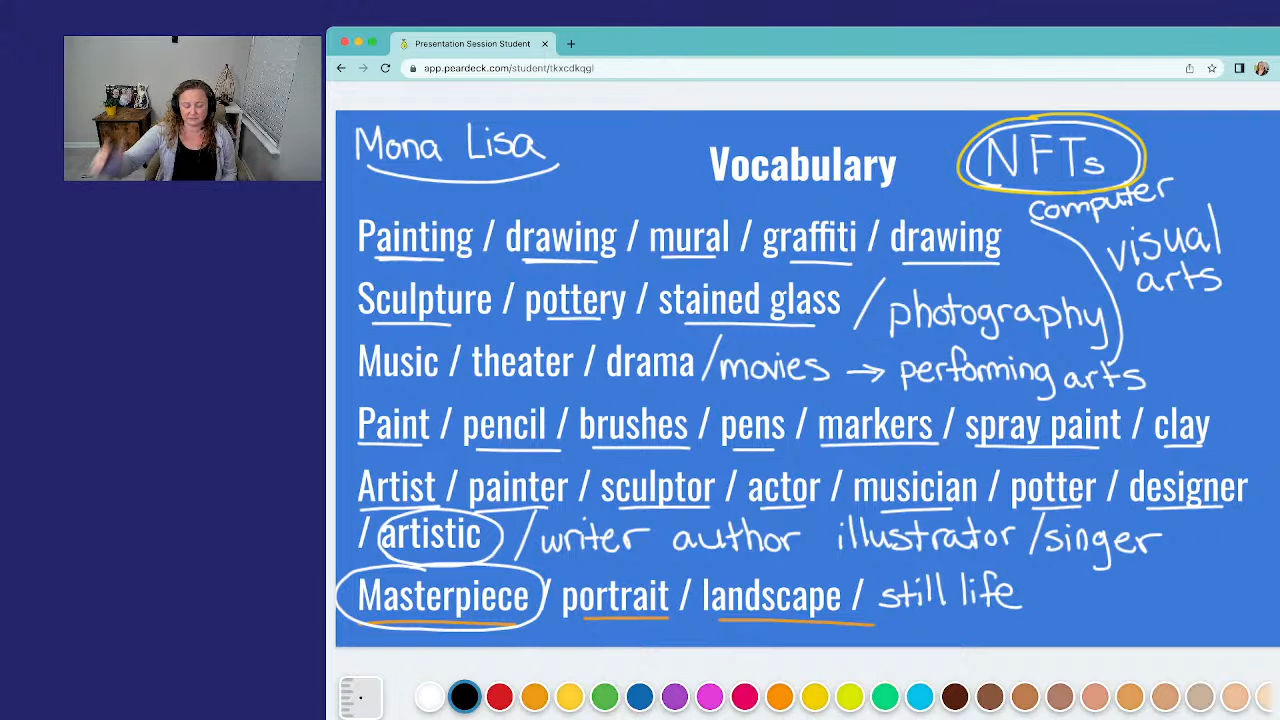 Presentation Session Student
app.peardeck.com/student/tkxcdkqgl
Mona Lisa
Vocabulary
NFTs
computer
visual
arts
Painting / drawing / mural / graffiti / drawing
Sculpture / pottery / stained glass / photography
Music / theater / drama / movies → performing arts
Paint / pencil / brushes / pens / markers / spray paint / clay
Artist / painter / sculptor / actor / musician / potter / designer
/ artistic / writer author illustrator / singer
Masterpiece / portrait / landscape / still life